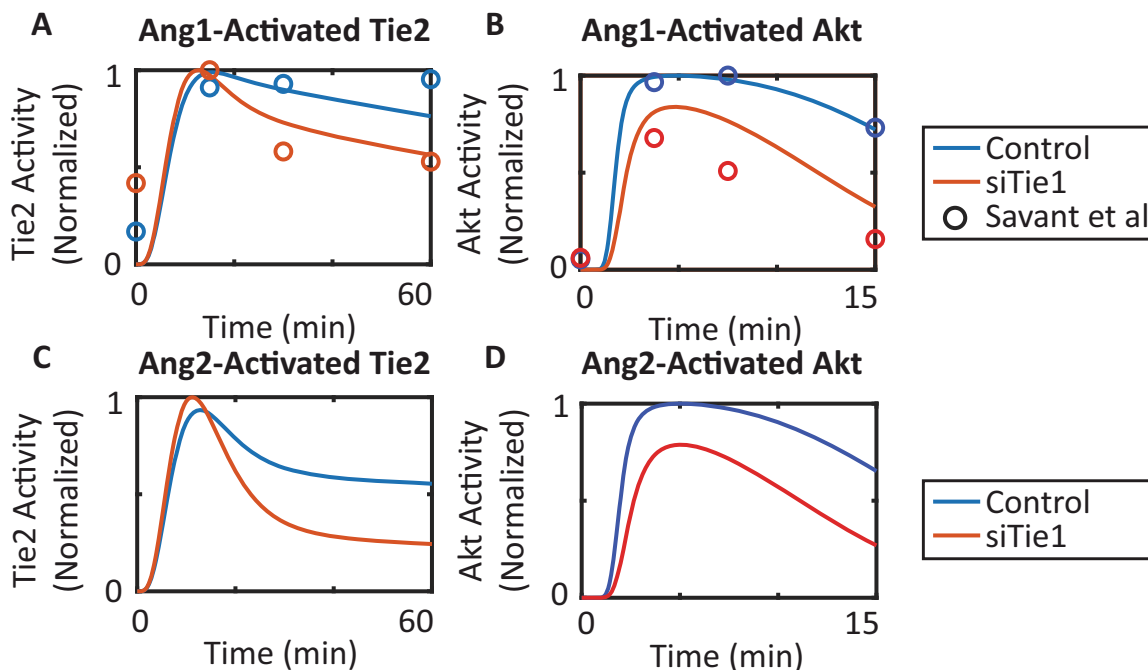 A
Ang1-Activated Tie2
Tie2 Activity
(Normalized)
1
0
0
60
Time (min)
B
Ang1-Activated Akt
Akt Activity
(Normalized)
1
0
0
15
Time (min)
Control
siTie1
Savant et al
C
Ang2-Activated Tie2
Tie2 Activity
(Normalized)
1
0
0
60
Time (min)
D
Ang2-Activated Akt
Akt Activity
(Normalized)
1
0
0
15
Time (min)
Control
siTie1